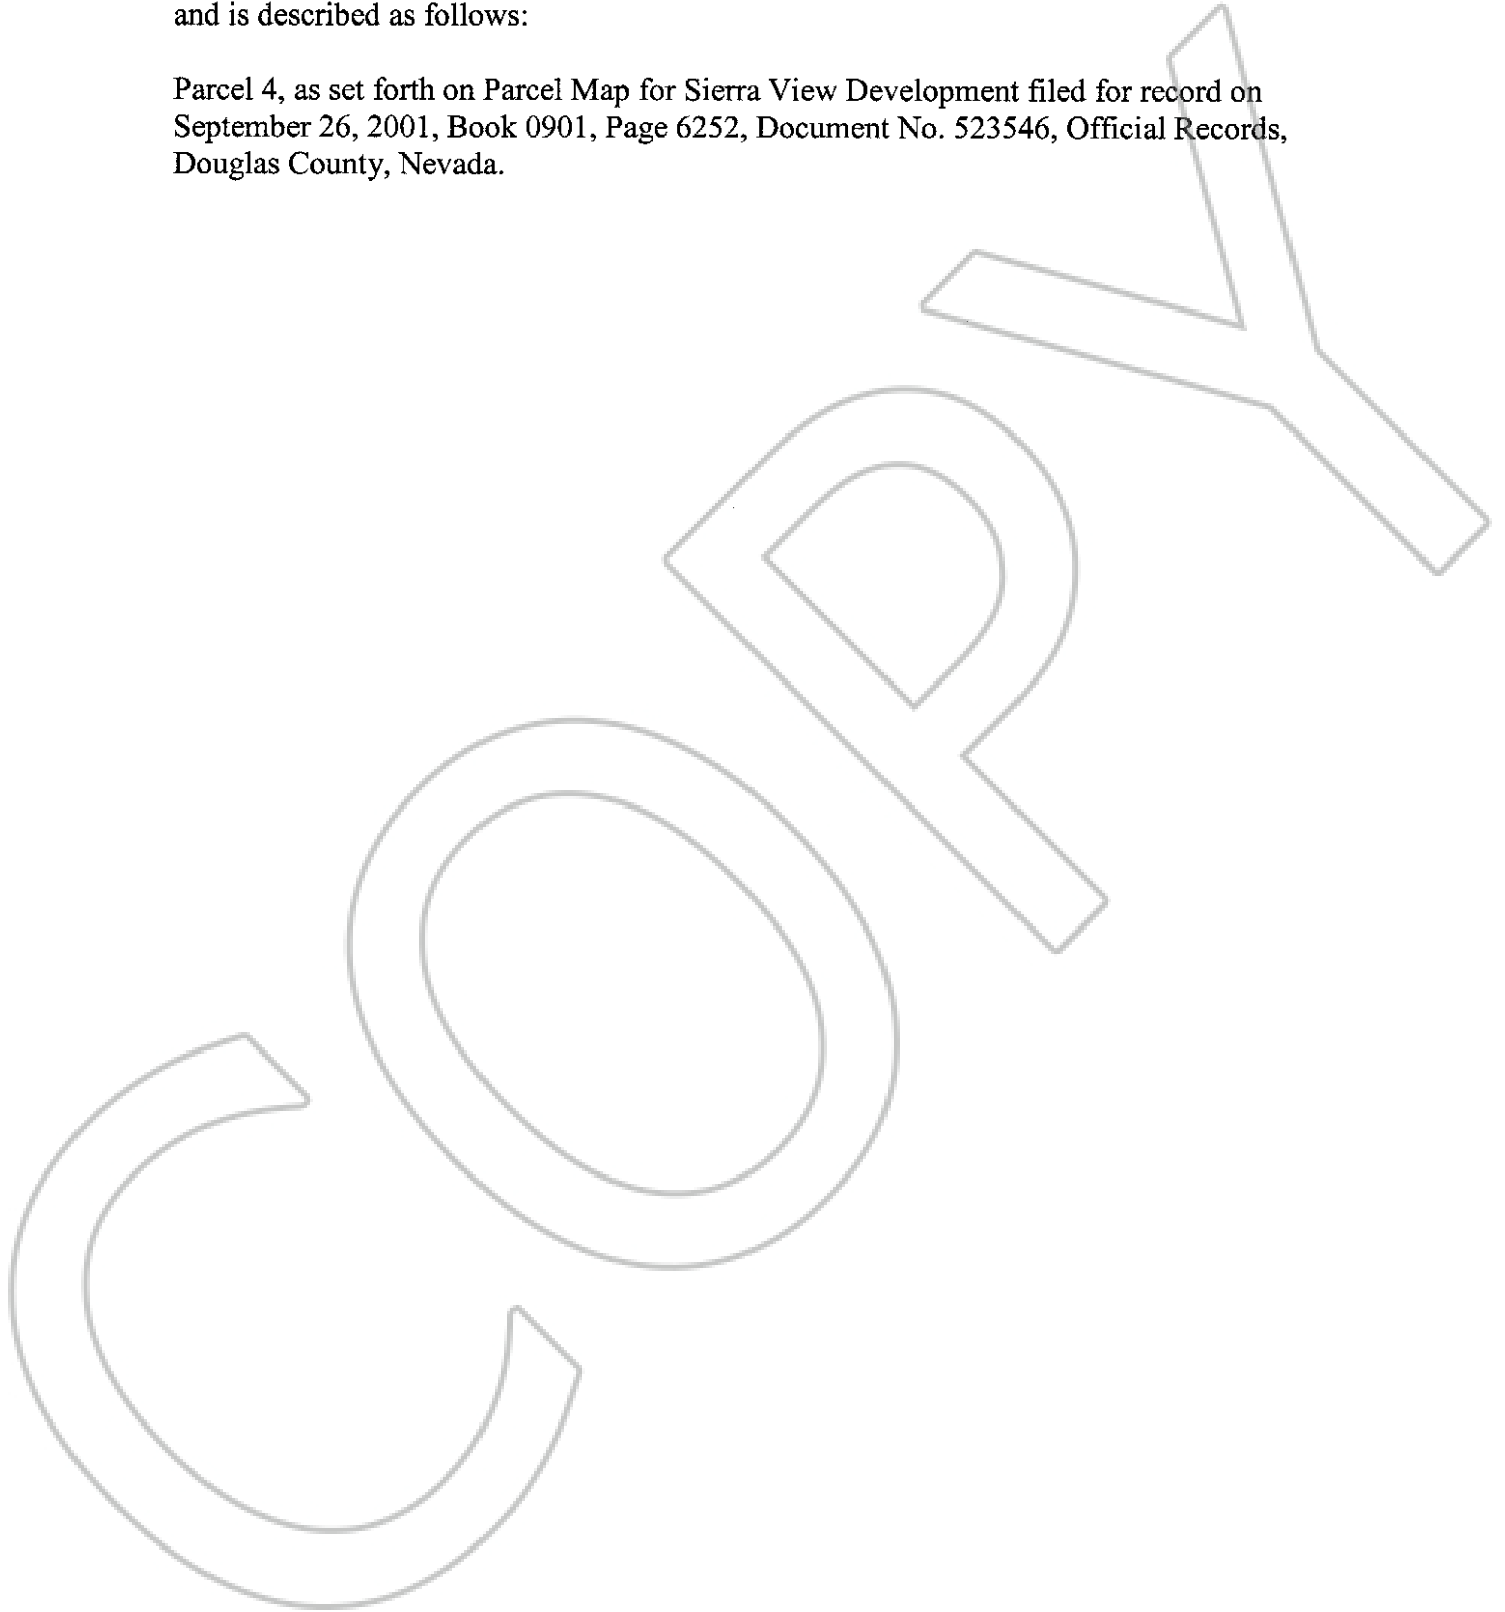 and is described as follows:
Parcel 4, as set forth on Parcel Map for Sierra View Development filed for record on
September 26, 2001, Book 0901, Page 6252, Document No. 523546, Official Records,
Douglas County, Nevada.
COPY